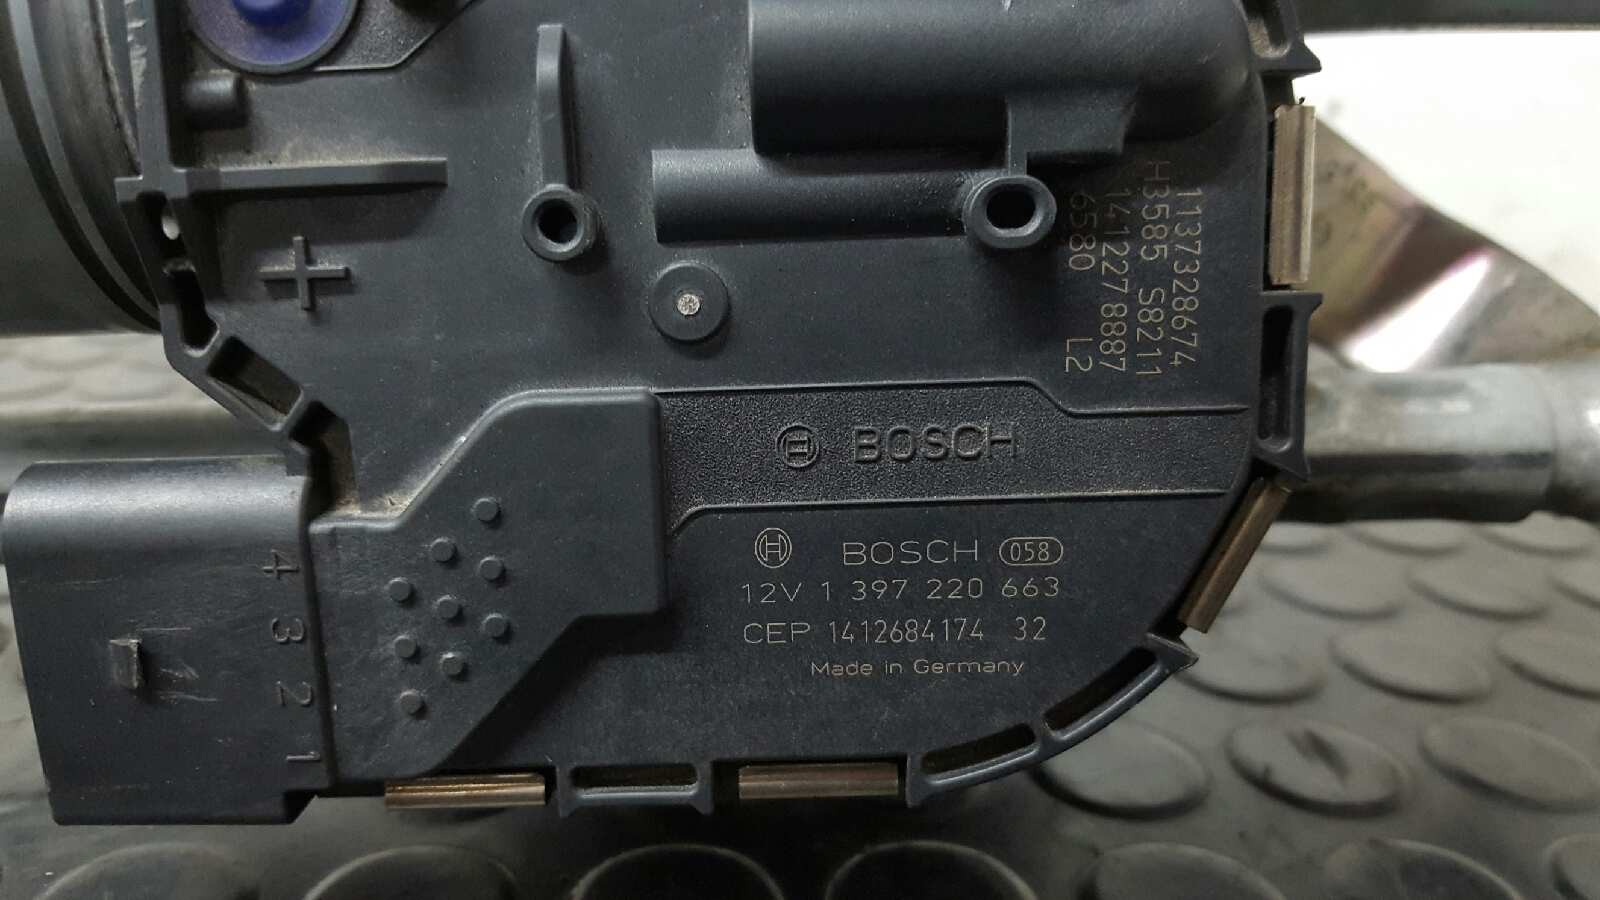 1137328674
H3585 S8211
1412278887
6580 L2
BOSCH
BOSCH 058
12V 1 397 220 663
CEP 1412684174 32
Made in Germany
+
4
3
2
1